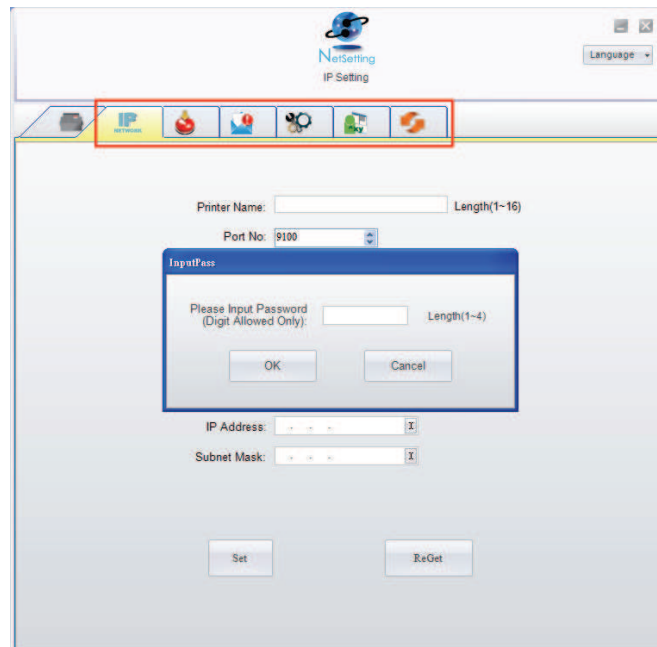 NetSetting
IP Setting
Language
IP
NETWORK
Printer Name:
Length(1~16)
Port No: 9100
InputPass
Please Input Password
(Digit Allowed Only):
Length(1~4)
OK
Cancel
IP Address: . . . X
Subnet Mask: . . . X
Set
ReGet